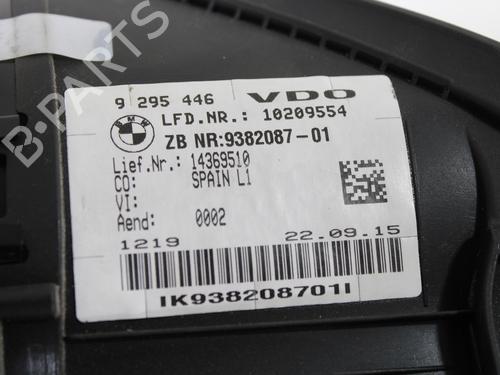 B-PARTS
9 295 446 VDO
BMW
LFD.NR.: 10209554
ZB NR:9382087-01
Lief.Nr.: 14369510
CO: SPAIN L1
VI:
Aend: 0002
1219 22.09.15
IK938208701I